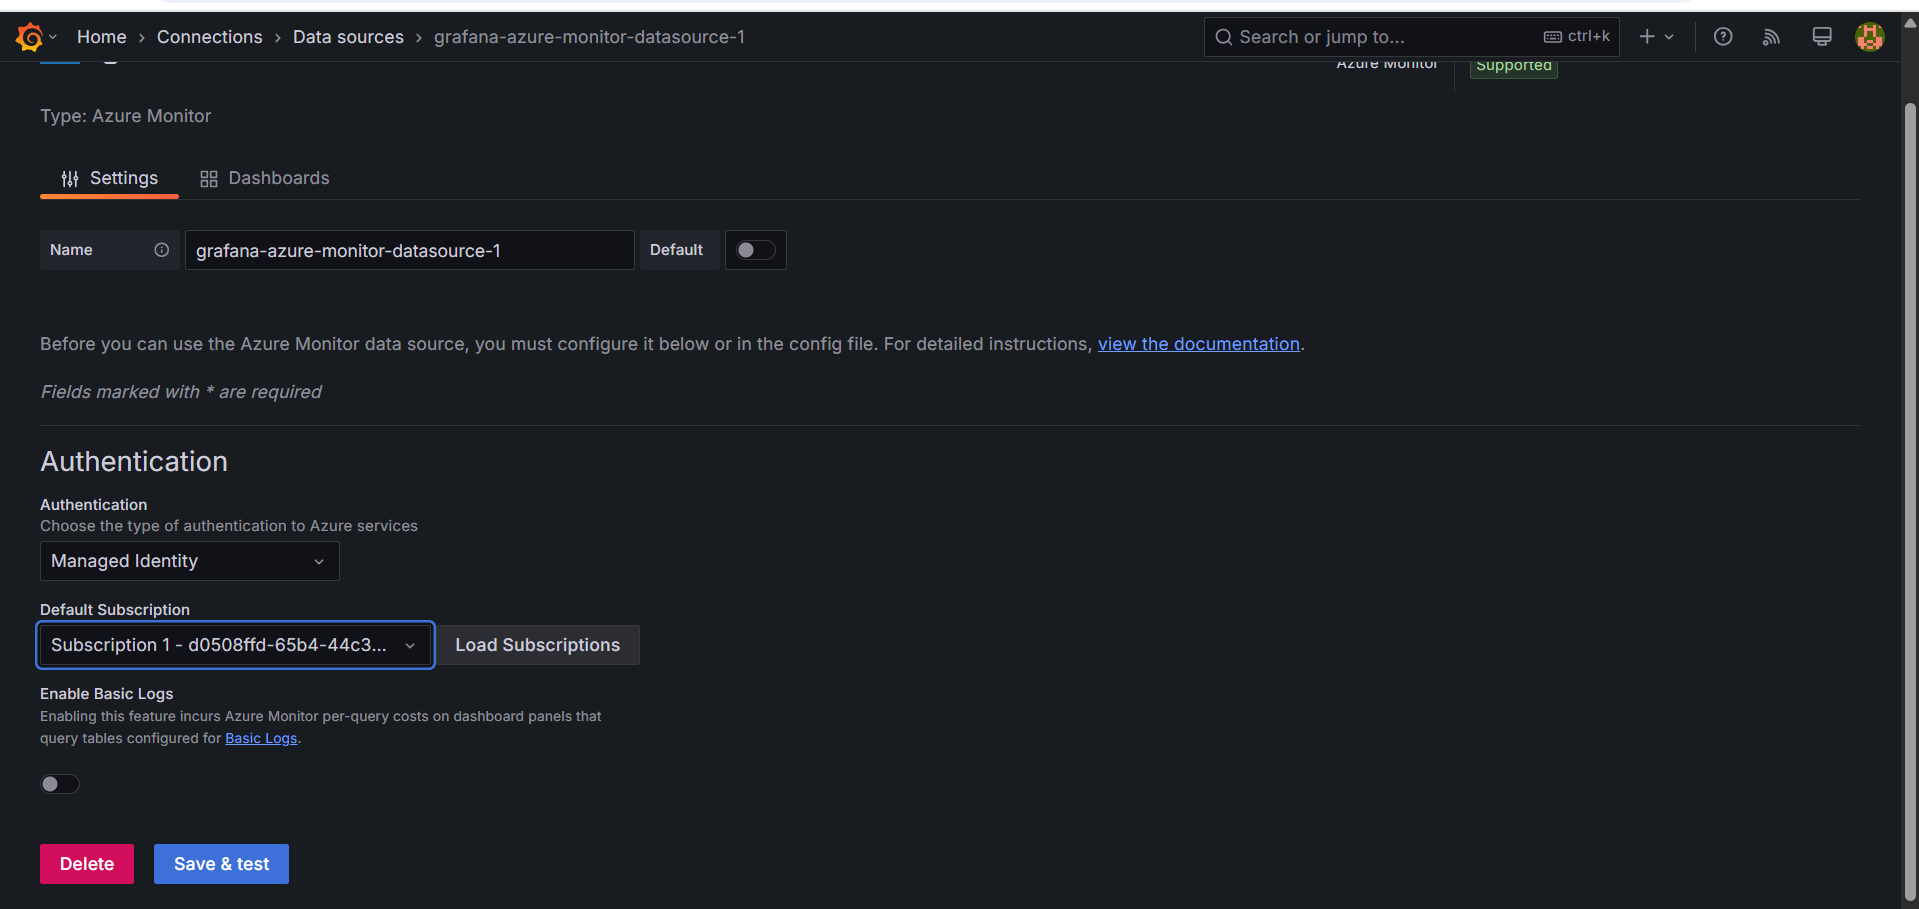 Home › Connections › Data sources › grafana-azure-monitor-datasource-1
Search or jump to... ctrl+k
Azure Monitor Supported
Type: Azure Monitor
Settings Dashboards
Name grafana-azure-monitor-datasource-1 Default
Before you can use the Azure Monitor data source, you must configure it below or in the config file. For detailed instructions, view the documentation.
Fields marked with * are required
Authentication
Authentication
Choose the type of authentication to Azure services
Managed Identity
Default Subscription
Subscription 1 - d0508ffd-65b4-44c3... Load Subscriptions
Enable Basic Logs
Enabling this feature incurs Azure Monitor per-query costs on dashboard panels that
query tables configured for Basic Logs.
Delete Save & test